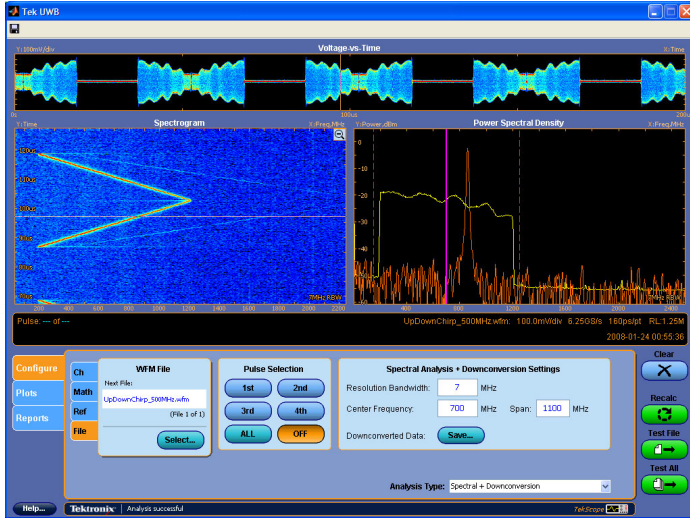 Tek UWB
Y:100mV/div Voltage-vs-Time X:Time
0s 100us 200u
Y:Time Spectrogram X:Freq,MHz
Y:Power,dBm Power Spectral Density X:Freq,MHz
120us
110us
90us
80us
70us
7MHz RBW
200 400 600 800 1000 1200 1400 1600 1800 2000 2200
0
-20
-30
-40
-50
7MHz RBW
400 800 1200 1600 2000 2400
Pulse: --- of ---
UpDownChirp_500MHz.wfm: 100.0mV/div 6.250S/s 160ps/pt RL:1.25M
2008-01-24 00:55:36
Configure
Plots
Reports
Ch
Math
Ref
File
WFM File
Next File:
UpDownChirp_500MHz.wfm
(File 1 of 1)
Select...
Pulse Selection
1st 2nd
3rd 4th
ALL OFF
Spectral Analysis + Downconversion Settings
Resolution Bandwidth: 7 MHz
Center Frequency: 700 MHz Span: 1100 MHz
Downconverted Data: Save...
Analysis Type: Spectral + Downconversion
Clear
Recalc
Test File
Test All
Help... Tektronix Analysis successful TekScope